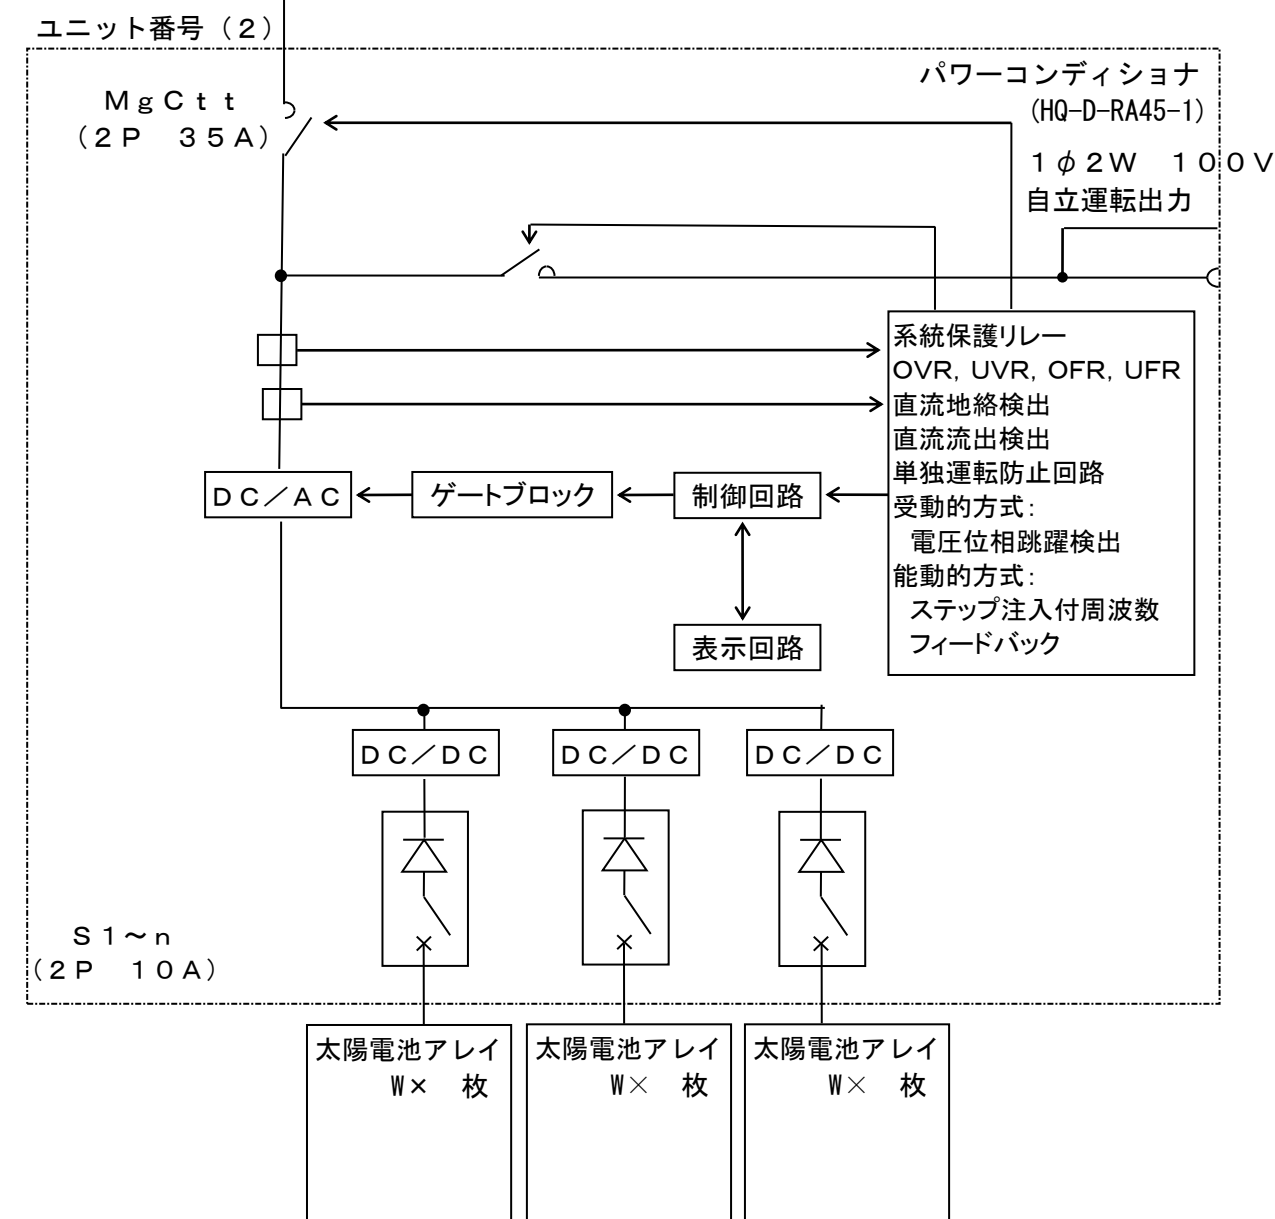 ユニット番号（２）
パワーコンディショナ
(HQ-D-RA45-1)
ＭｇＣｔｔ
（２Ｐ　３５Ａ）
１φ２Ｗ　１００Ｖ
自立運転出力
系統保護リレー
OVR, UVR, OFR, UFR
直流地絡検出
直流流出検出
単独運転防止回路
受動的方式：
電圧位相跳躍検出
能動的方式：
ステップ注入付周波数
フィードバック
ＤＣ／ＡＣ
ゲートブロック
制御回路
表示回路
ＤＣ／ＤＣ
ＤＣ／ＤＣ
ＤＣ／ＤＣ
Ｓ１～ｎ
（２Ｐ　１０Ａ）
太陽電池アレイ
W×　枚
太陽電池アレイ
W×　枚
太陽電池アレイ
W×　枚